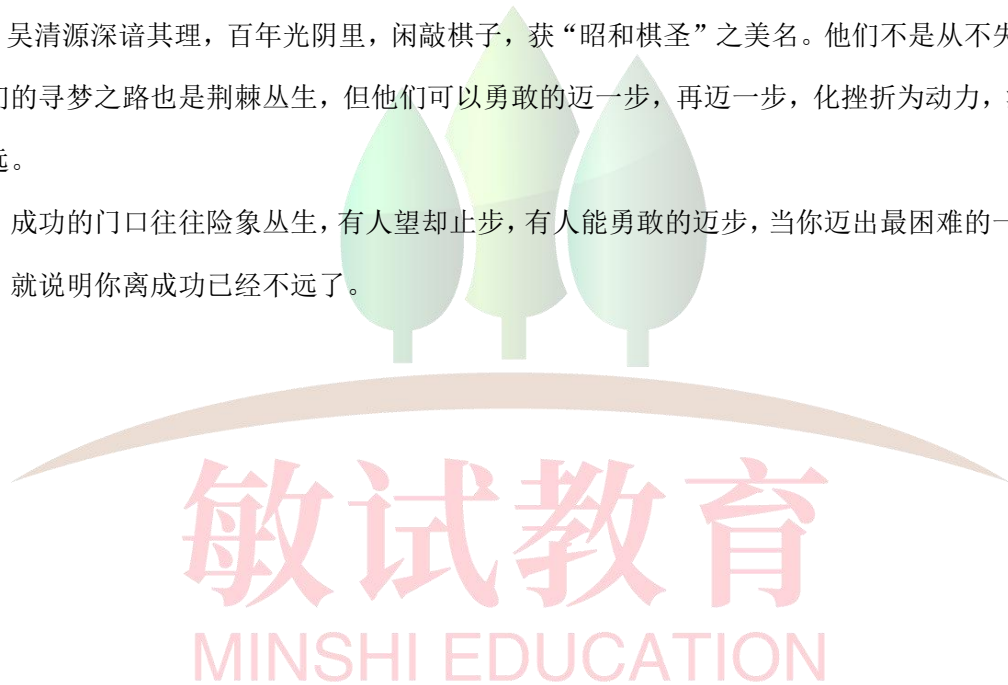 吴清源深谙其理，百年光阴里，闲敲棋子，获“昭和棋圣”之美名。他们不是从不失
们的寻梦之路也是荆棘丛生，但他们可以勇敢的迈一步，再迈一步，化挫折为动力，
远。
成功的门口往往险象丛生，有人望却止步，有人能勇敢的迈步，当你迈出最困难的一
就说明你离成功已经不远了。
敏试教育
MINSHI EDUCATION